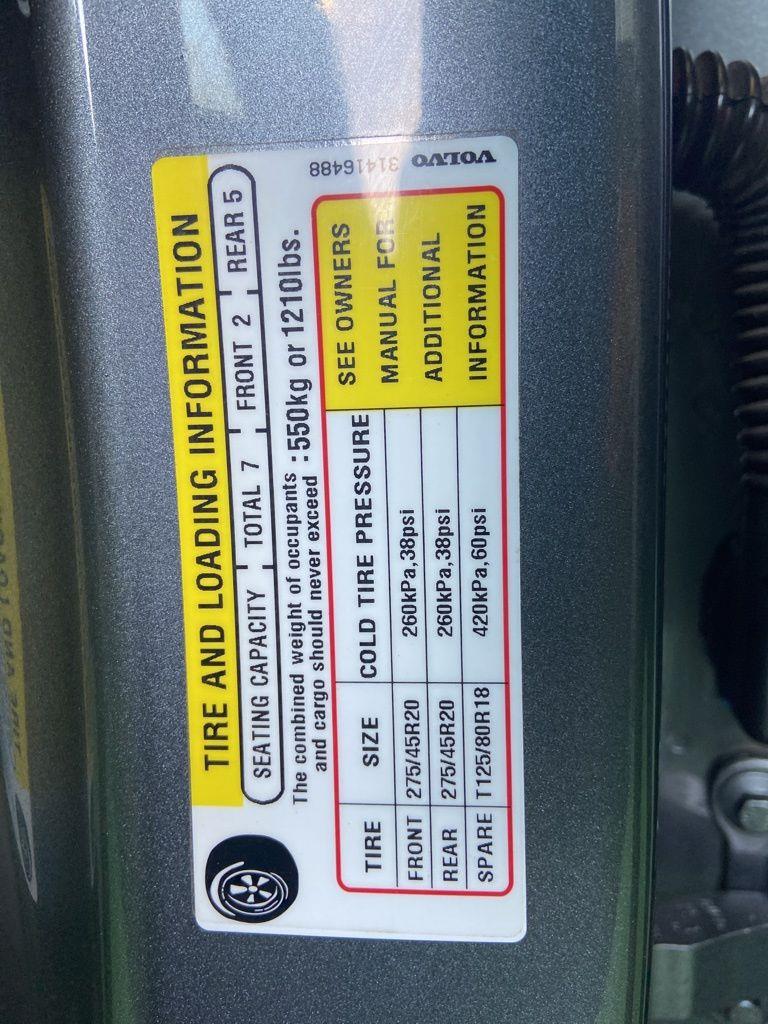 TIRE AND LOADING INFORMATION
SEATING CAPACITY TOTAL 7 FRONT 2 REAR 5
The combined weight of occupants and cargo should never exceed :550kg or 1210lbs.
TIRE SIZE COLD TIRE PRESSURE
FRONT 275/45R20 260kPa,38psi
REAR 275/45R20 260kPa,38psi
SPARE T125/80R18 420kPa,60psi
SEE OWNERS
MANUAL FOR
ADDITIONAL
INFORMATION
VOLVO 31416488